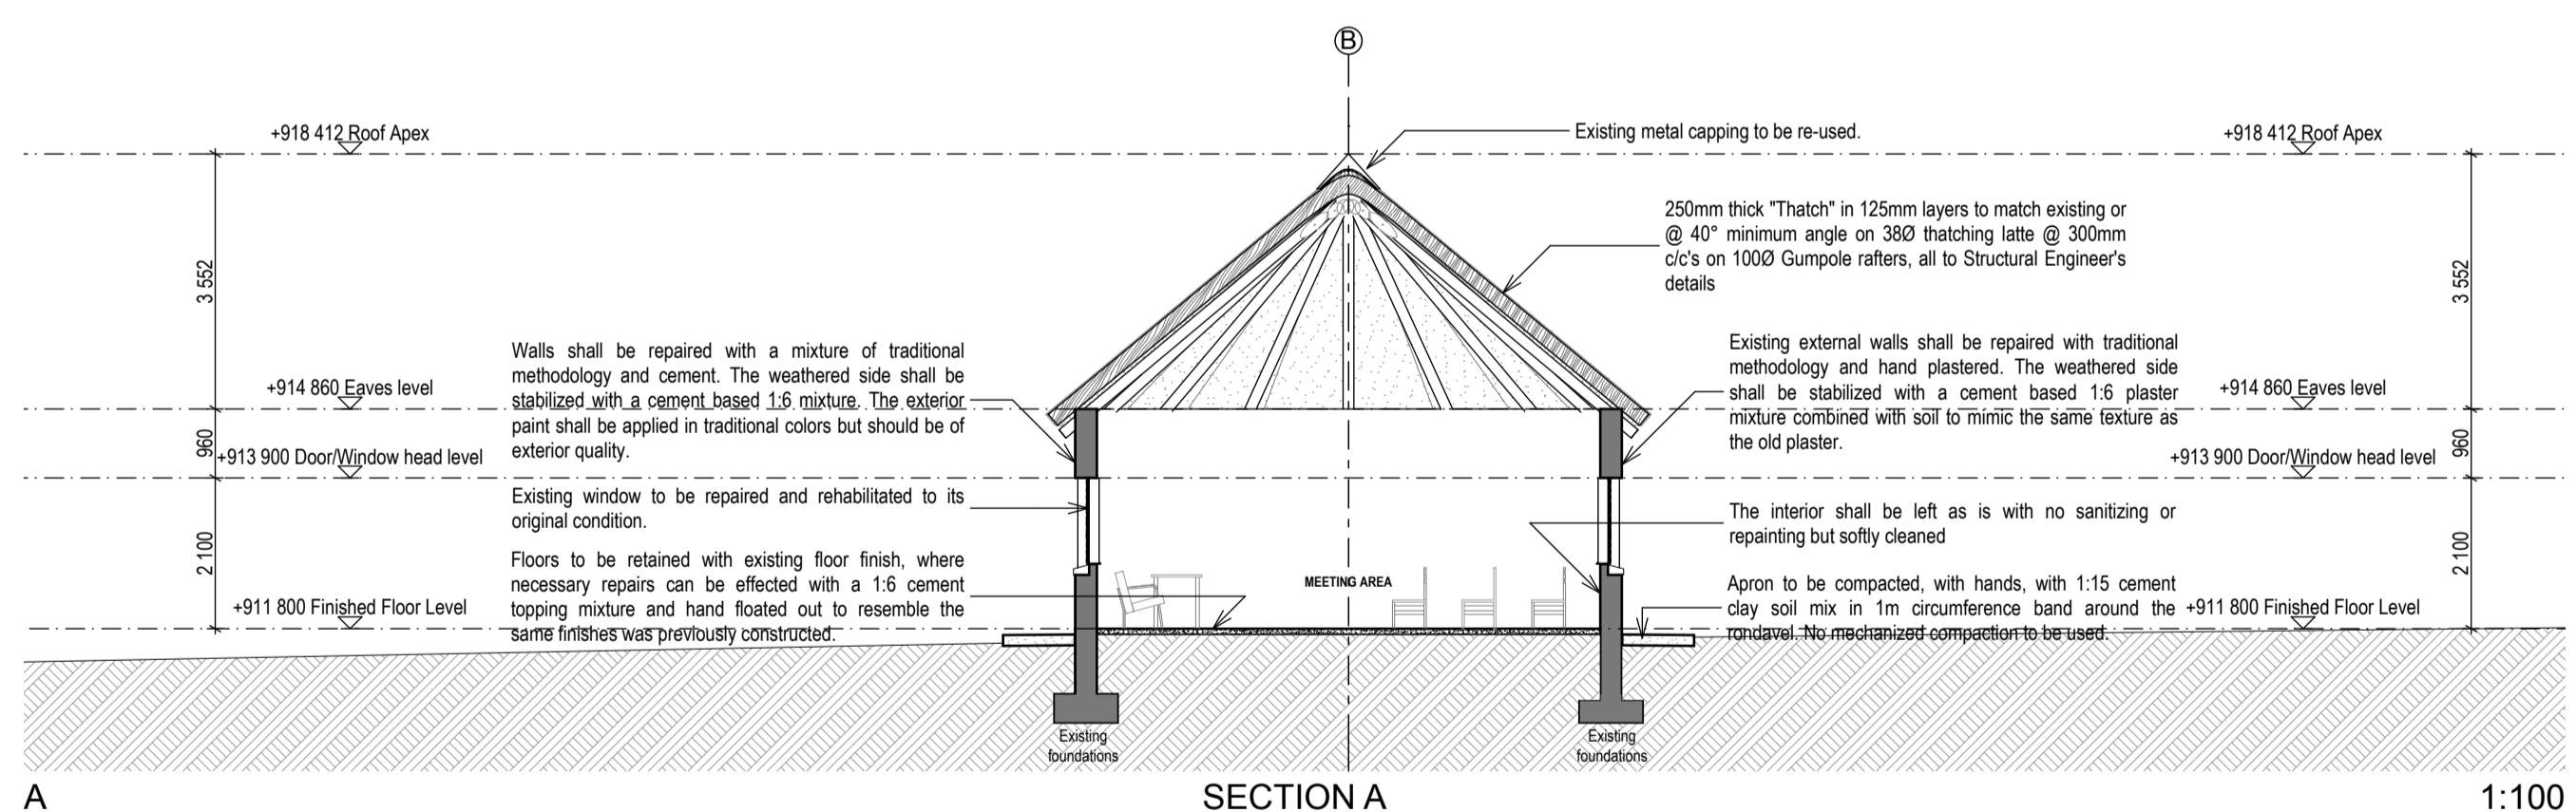 B
+918 412 Roof Apex
Existing metal capping to be re-used.
+918 412 Roof Apex
3 552
250mm thick "Thatch" in 125mm layers to match existing or
@ 40° minimum angle on 38Ø thatching latte @ 300mm
c/c's on 100Ø Gumpole rafters, all to Structural Engineer's
details
3 552
Walls shall be repaired with a mixture of traditional
methodology and cement. The weathered side shall be
stabilized with a cement based 1:6 mixture. The exterior
paint shall be applied in traditional colors but should be of
exterior quality.
Existing external walls shall be repaired with traditional
methodology and hand plastered. The weathered side
shall be stabilized with a cement based 1:6 plaster
mixture combined with soil to mimic the same texture as
the old plaster.
+914 860 Eaves level
+914 860 Eaves level
960
960
+913 900 Door/Window head level
+913 900 Door/Window head level
Existing window to be repaired and rehabilitated to its
original condition.
The interior shall be left as is with no sanitizing or
repainting but softly cleaned
2 100
2 100
Floors to be retained with existing floor finish, where
necessary repairs can be effected with a 1:6 cement
topping mixture and hand floated out to resemble the
same finishes was previously constructed.
MEETING AREA
Apron to be compacted, with hands, with 1:15 cement
clay soil mix in 1m circumference band around the
rondavel. No mechanized compaction to be used.
+911 800 Finished Floor Level
+911 800 Finished Floor Level
Existing
foundations
Existing
foundations
A
SECTION A
1:100